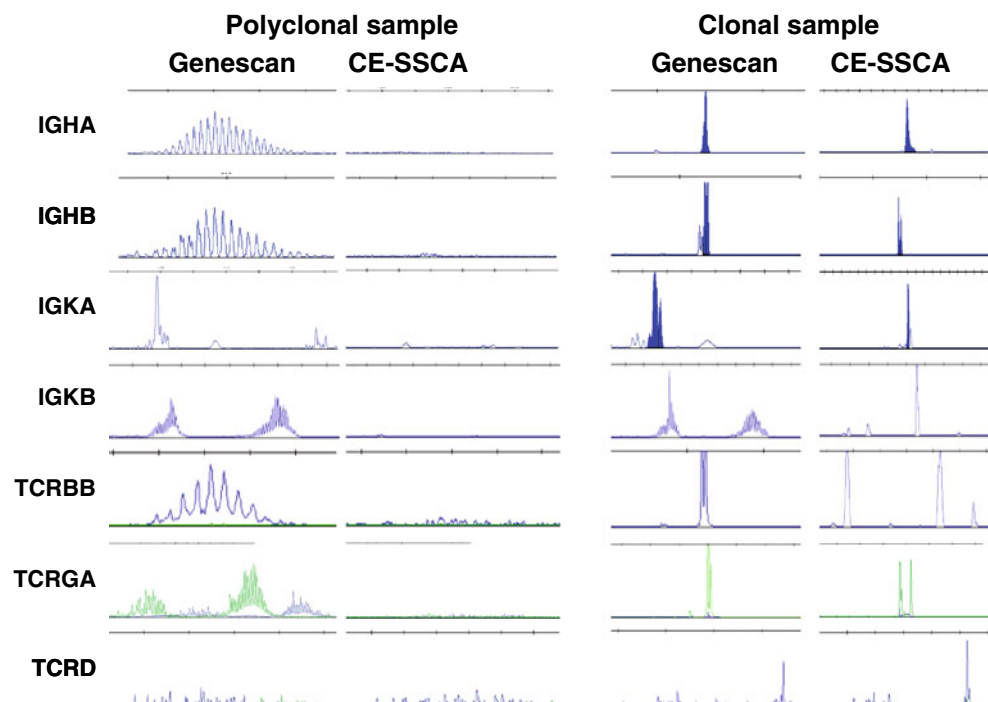 Polyclonal sample Clonal sample
Genescan CE-SSCA Genescan CE-SSCA
IGHA
IGHB
IGKA
IGKB
TCRBB
TCRGA
TCRD